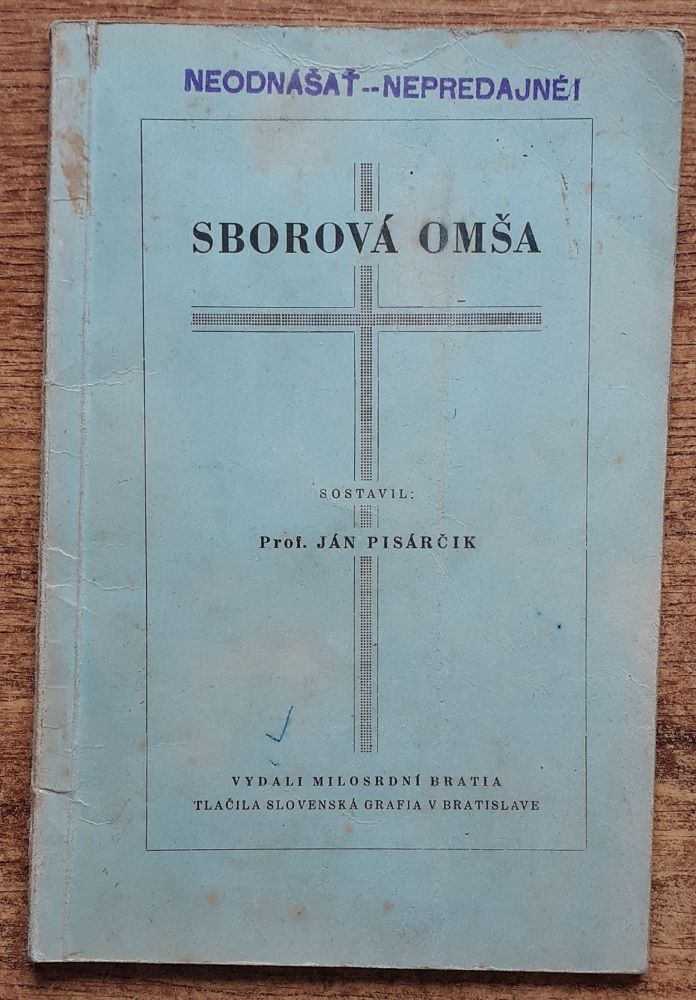 NEODNÁŠAŤ--NEPREDAJNÉ!
SBOROVÁ OMŠA
SOSTAVIL:
Prof. JÁN PISÁRČIK
VYDALI MILOSRDNÍ BRATIA
TLAČILA SLOVENSKÁ GRAFIA V BRATISLAVE